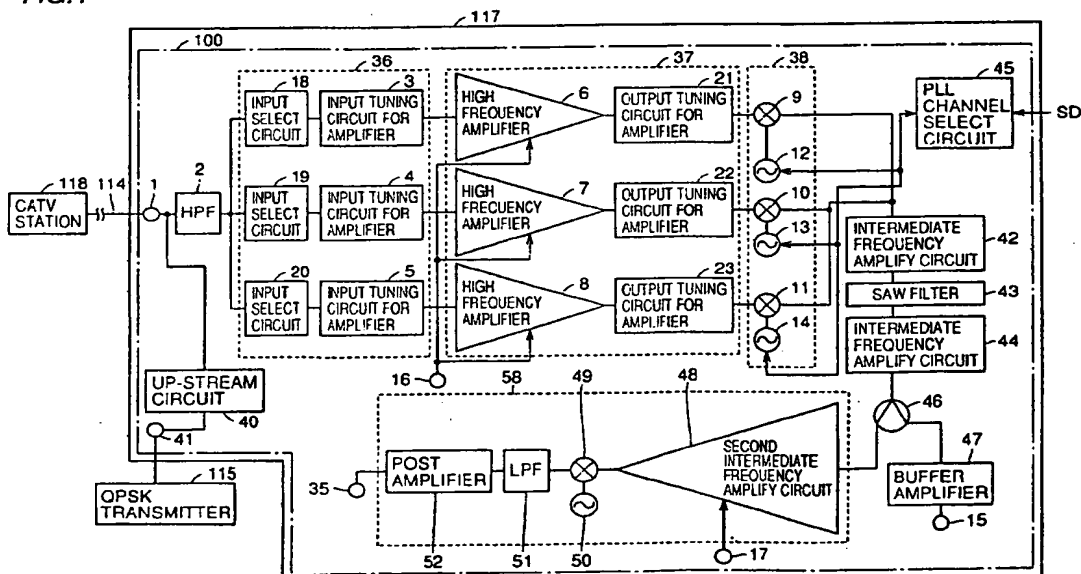 FIG.1
117
100
36
37
38
45
18
3
6
21
9
INPUT
SELECT
CIRCUIT
INPUT TUNING
CIRCUIT FOR
AMPLIFIER
HIGH
FREQUENCY
AMPLIFIER
OUTPUT TUNING
CIRCUIT FOR
AMPLIFIER
PLL
CHANNEL
SELECT
CIRCUIT
SD
12
118
114
1
2
19
4
7
22
10
CATV
STATION
HPF
INPUT
SELECT
CIRCUIT
INPUT TUNING
CIRCUIT FOR
AMPLIFIER
HIGH
FREQUENCY
AMPLIFIER
OUTPUT TUNING
CIRCUIT FOR
AMPLIFIER
13
INTERMEDIATE
FREQUENCY
AMPLIFY CIRCUIT
42
20
5
8
23
11
INPUT
SELECT
CIRCUIT
INPUT TUNING
CIRCUIT FOR
AMPLIFIER
HIGH
FREQUENCY
AMPLIFIER
OUTPUT TUNING
CIRCUIT FOR
AMPLIFIER
SAW FILTER
43
14
INTERMEDIATE
FREQUENCY
AMPLIFY CIRCUIT
44
16
58
49
48
46
UP-STREAM
CIRCUIT
40
41
47
POST
AMPLIFIER
LPF
SECOND
INTERMEDIATE
FREQUENCY
AMPLIFY CIRCUIT
BUFFER
AMPLIFIER
35
115
QPSK
TRANSMITTER
52
51
50
17
15